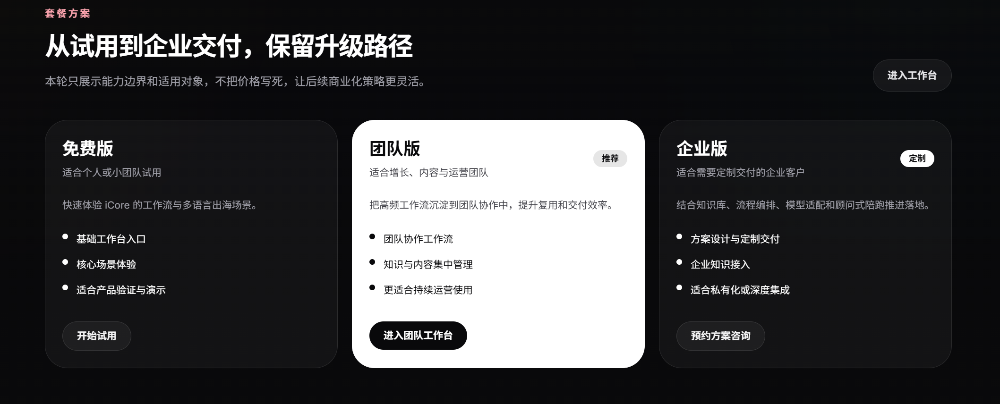 套餐方案
从试用到企业交付，保留升级路径
本轮只展示能力边界和适用对象，不把价格写死，让后续商业化策略更灵活。
进入工作台
免费版
适合个人或小团队试用
快速体验 iCore 的工作流与多语言出海场景。
基础工作台入口
核心场景体验
适合产品验证与演示
开始试用
团队版
推荐
适合增长、内容与运营团队
把高频工作流沉淀到团队协作中，提升复用和交付效率。
团队协作工作流
知识与内容集中管理
更适合持续运营使用
进入团队工作台
企业版
定制
适合需要定制交付的企业客户
结合知识库、流程编排、模型适配和顾问式陪跑推进落地。
方案设计与定制交付
企业知识接入
适合私有化或深度集成
预约方案咨询